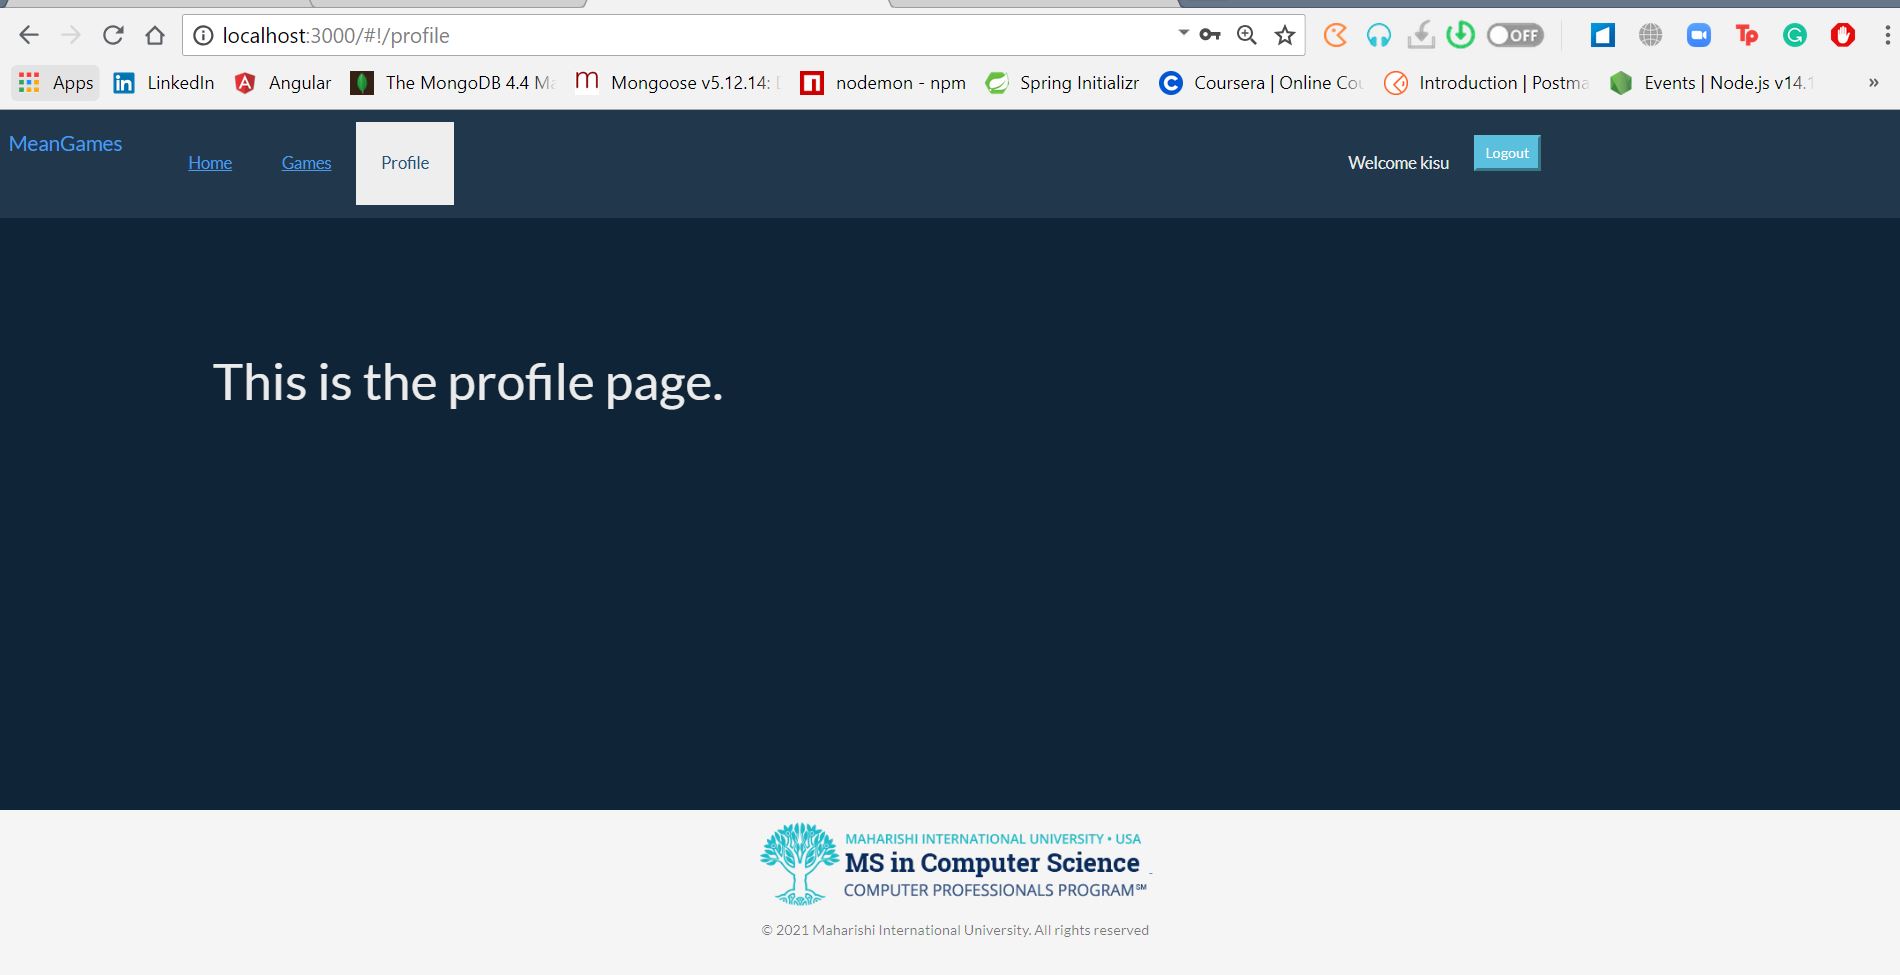 localhost:3000/#!/profile
OFF
Tp
G
Apps
LinkedIn
Angular
The MongoDB 4.4 Ma
m
Mongoose v5.12.14:
nodemon - npm
Spring Initializr
C
Coursera | Online Cou
Introduction | Postma
Events | Node.js v14.1
»
MeanGames
Home
Games
Profile
Welcome kisu
Logout
This is the profile page.
MAHARISHI INTERNATIONAL UNIVERSITY • USA
MS in Computer Science
COMPUTER PROFESSIONALS PROGRAM℠
© 2021 Maharishi International University. All rights reserved